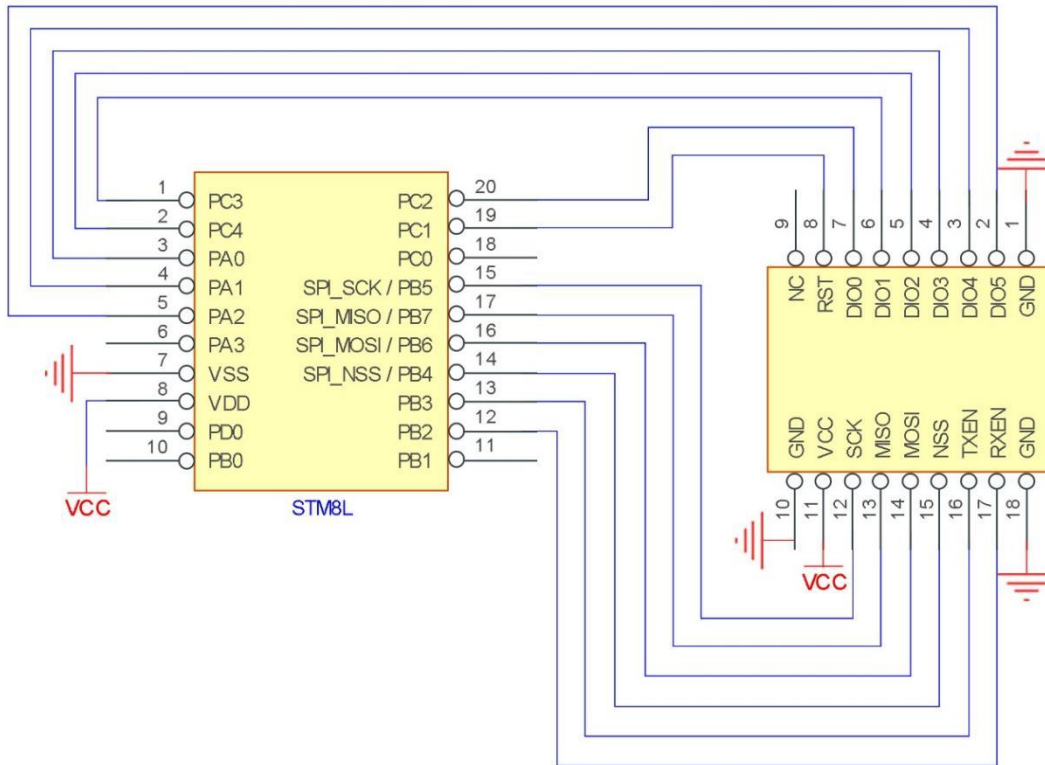 1 PC3 PC2 20
2 PC4 PC1 19
3 PA0 PC0 18
4 PA1 SPI_SCK / PB5 15
5 PA2 SPI_MISO / PB7 17
6 PA3 SPI_MOSI / PB6 16
7 VSS SPI_NSS / PB4 14
8 VDD PB3 13
9 PD0 PB2 12
10 PB0 PB1 11
VCC
STM8L
9 8 7 6 5 4 3 2 1
NC RST DIO0 DIO1 DIO2 DIO3 DIO4 DIO5 GND
GND VCC SCK MISO MOSI NSS TXEN RXEN GND
10 11 12 13 14 15 16 17 18
VCC